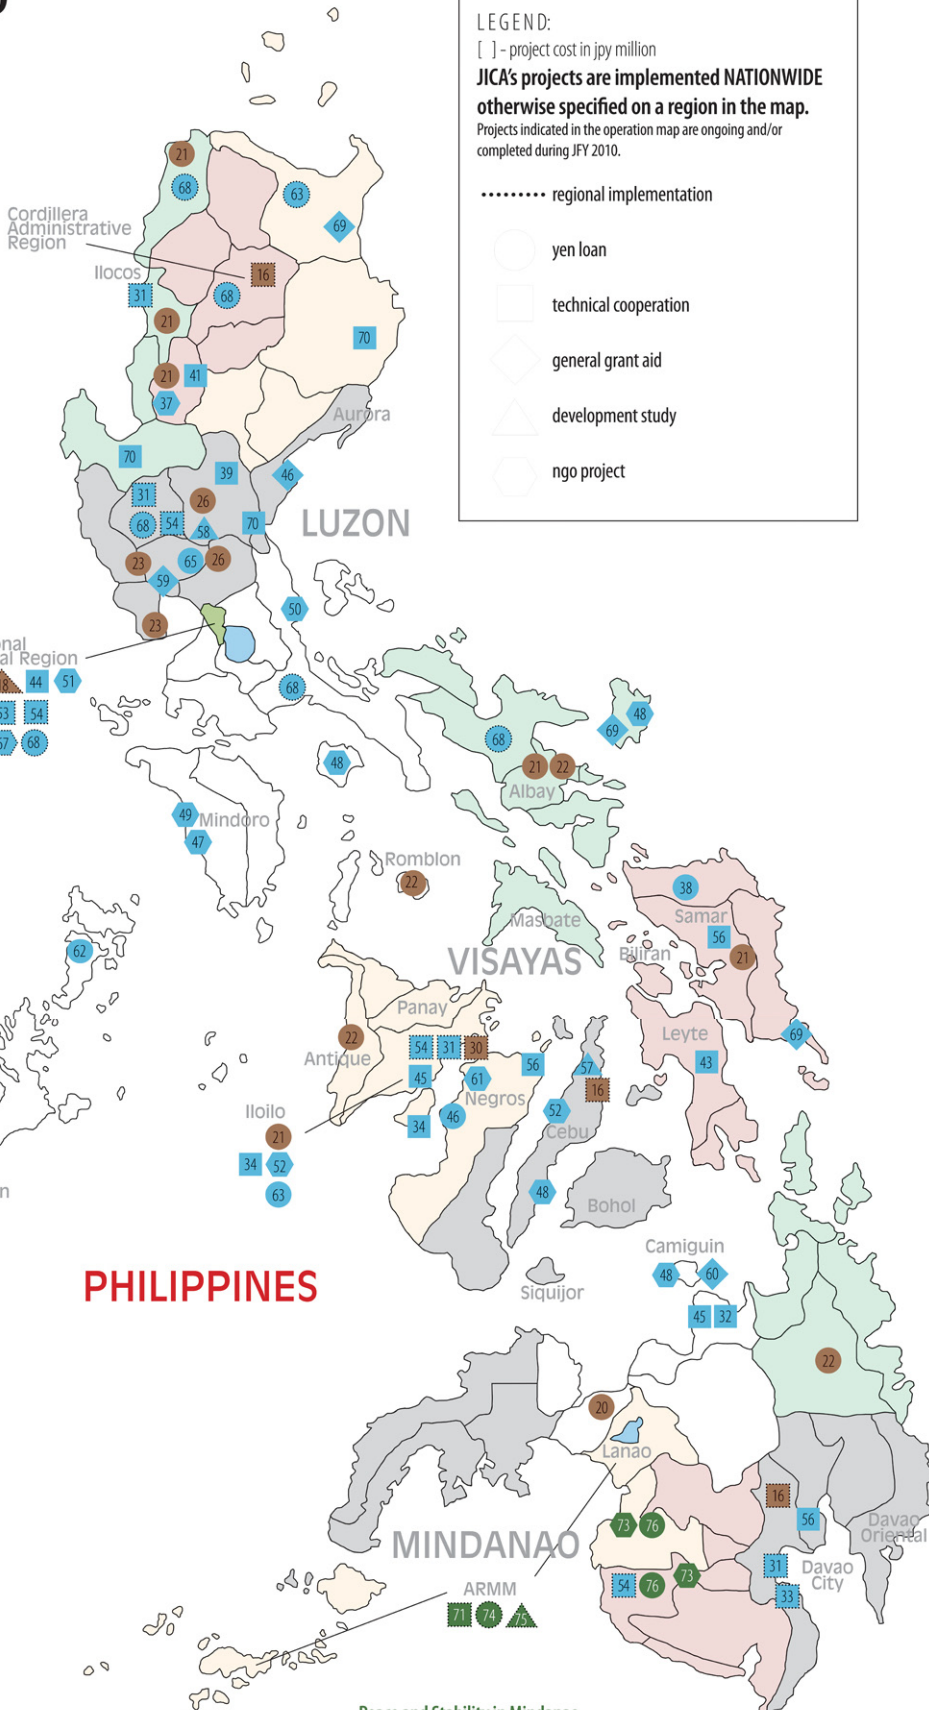 LEGEND:
[ ] - project cost in jpy million
JICA's projects are implemented NATIONWIDE
otherwise specified on a region in the map.
Projects indicated in the operation map are ongoing and/or
completed during JFY 2010.
regional implementation
yen loan
technical cooperation
general grant aid
development study
ngo project
21
68
63
69
Cordillera
Administrative
Region
16
Ilocos
31
68
21
70
21
41
37
Aurora
70
39
46
31
26
68
54
58
70
LUZON
23
65
26
59
50
23
Region
44
51
68
54
68
48
69
68
21
22
48
Albay
49
Mindoro
47
Romblon
22
38
Samar
Masbate
56
21
62
VISAYAS
Biliran
Panay
22
Antique
54
31
30
Leyte
69
45
61
56
57
43
16
Negros
Iloilo
34
46
52
Cebu
21
34
52
63
48
Bohol
Camiguin
48
60
PHILIPPINES
Siquijor
45
32
22
20
Lanao
16
56
Davao
Oriental
73
76
MINDANAO
31
Davao
City
54
76
73
33
ARMM
71
74
75
Peace and Stability in Mindanao